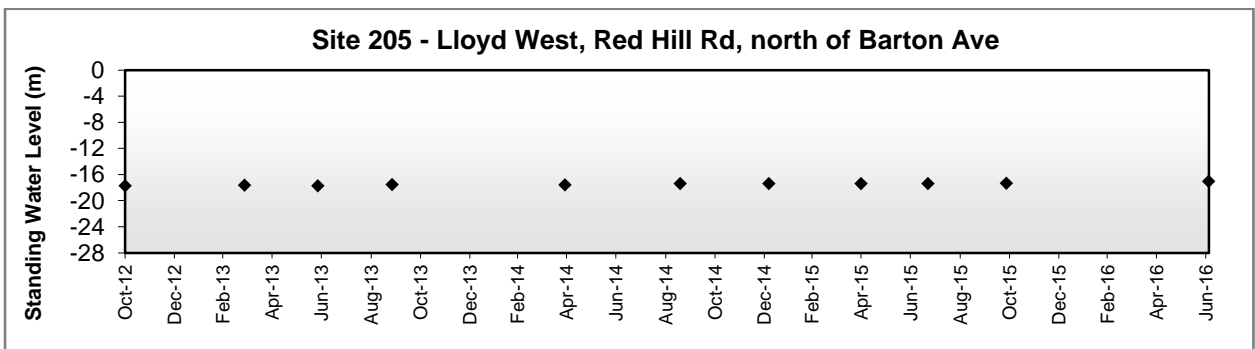 Site 205 - Lloyd West, Red Hill Rd, north of Barton Ave
Standing Water Level (m)
0
-4
-8
-12
-16
-20
-24
-28
Oct-12
Dec-12
Feb-13
Apr-13
Jun-13
Aug-13
Oct-13
Dec-13
Feb-14
Apr-14
Jun-14
Aug-14
Oct-14
Dec-14
Feb-15
Apr-15
Jun-15
Aug-15
Oct-15
Dec-15
Feb-16
Apr-16
Jun-16